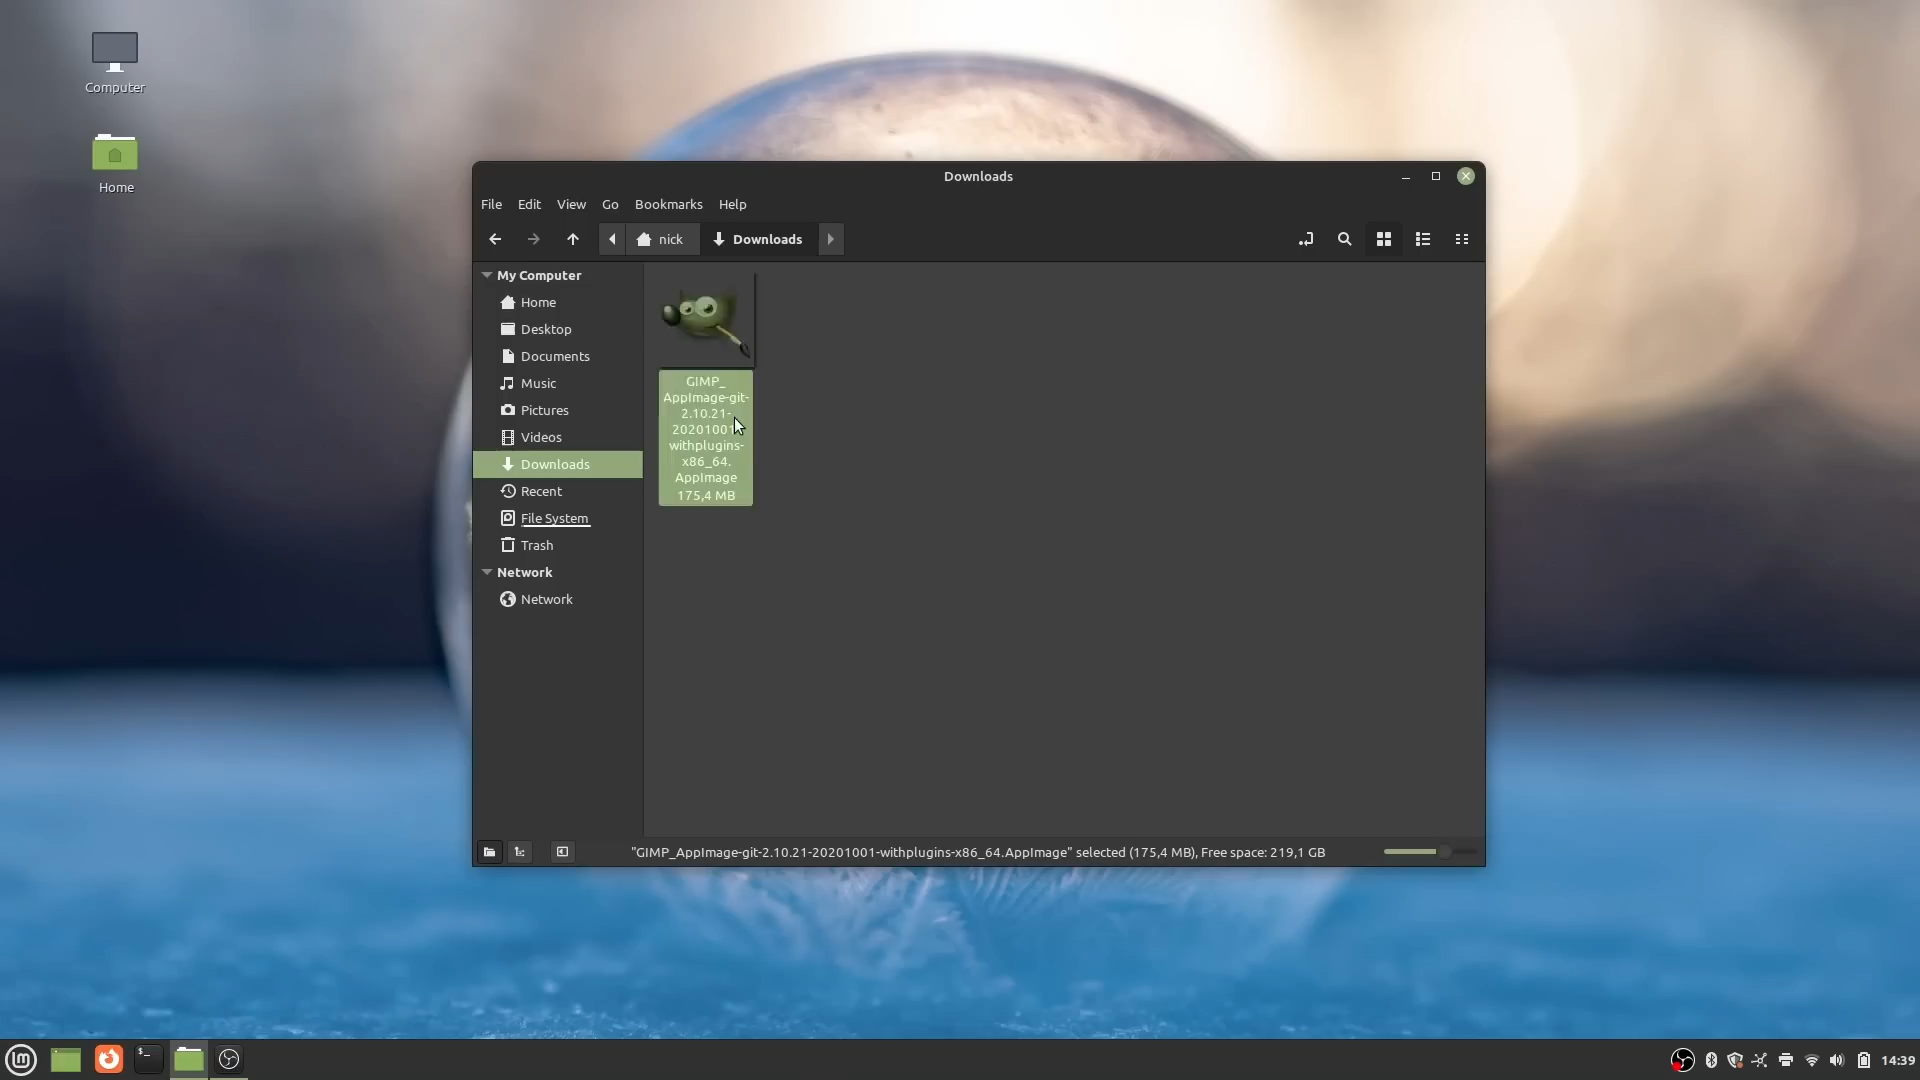 Computer
Home
Downloads
File Edit View Go Bookmarks Help
nick Downloads
My Computer
Home
Desktop
Documents
Music
Pictures
Videos
Downloads
Recent
File System
Trash
Network
Network
GIMP_
AppImage-git-
2.10.21-
20201001-
withplugins-
x86_64.
AppImage
175,4 MB
"GIMP_AppImage-git-2.10.21-20201001-withplugins-x86_64.AppImage" selected (175,4 MB), Free space: 219,1 GB
14:39